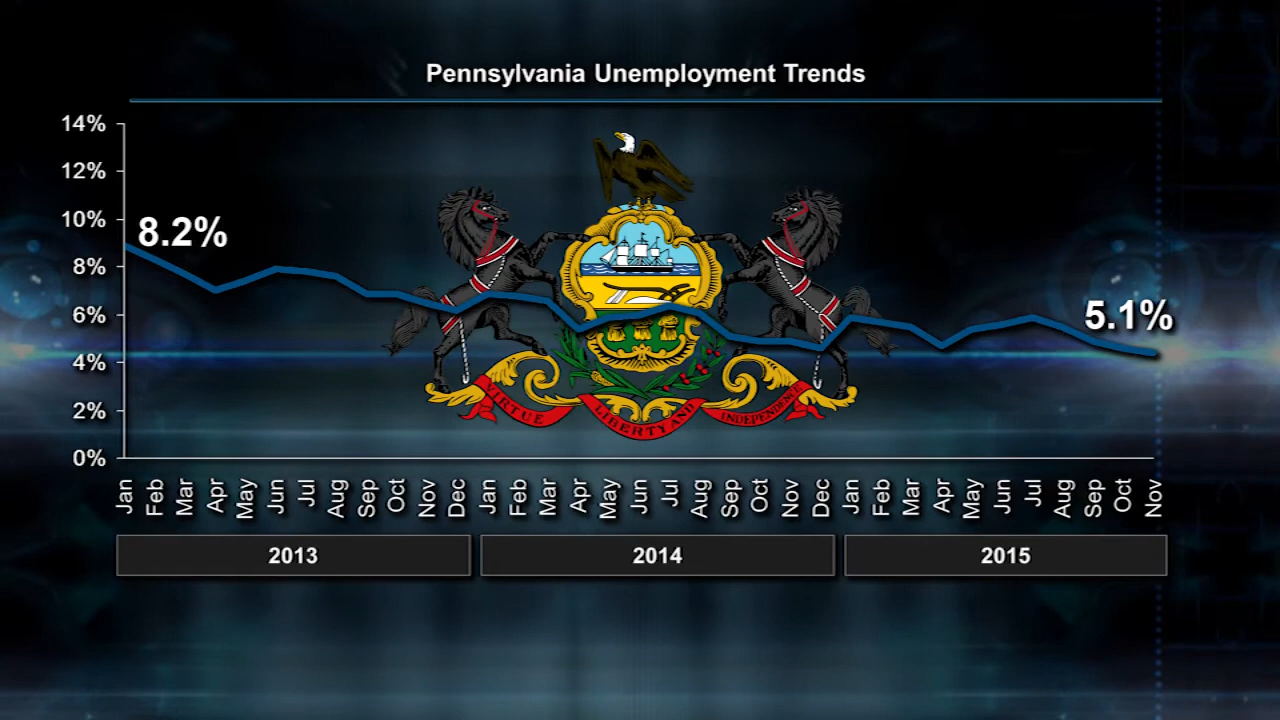 Pennsylvania Unemployment Trends
14%
12%
10%
8%
6%
4%
2%
0%
8.2%
5.1%
VIRTUE LIBERTY AND INDEPENDENCE
Jan Feb Mar Apr May Jun Jul Aug Sep Oct Nov Dec Jan Feb Mar Apr May Jun Jul Aug Sep Oct Nov Dec Jan Feb Mar Apr May Jun Jul Aug Sep Oct Nov
2013 2014 2015